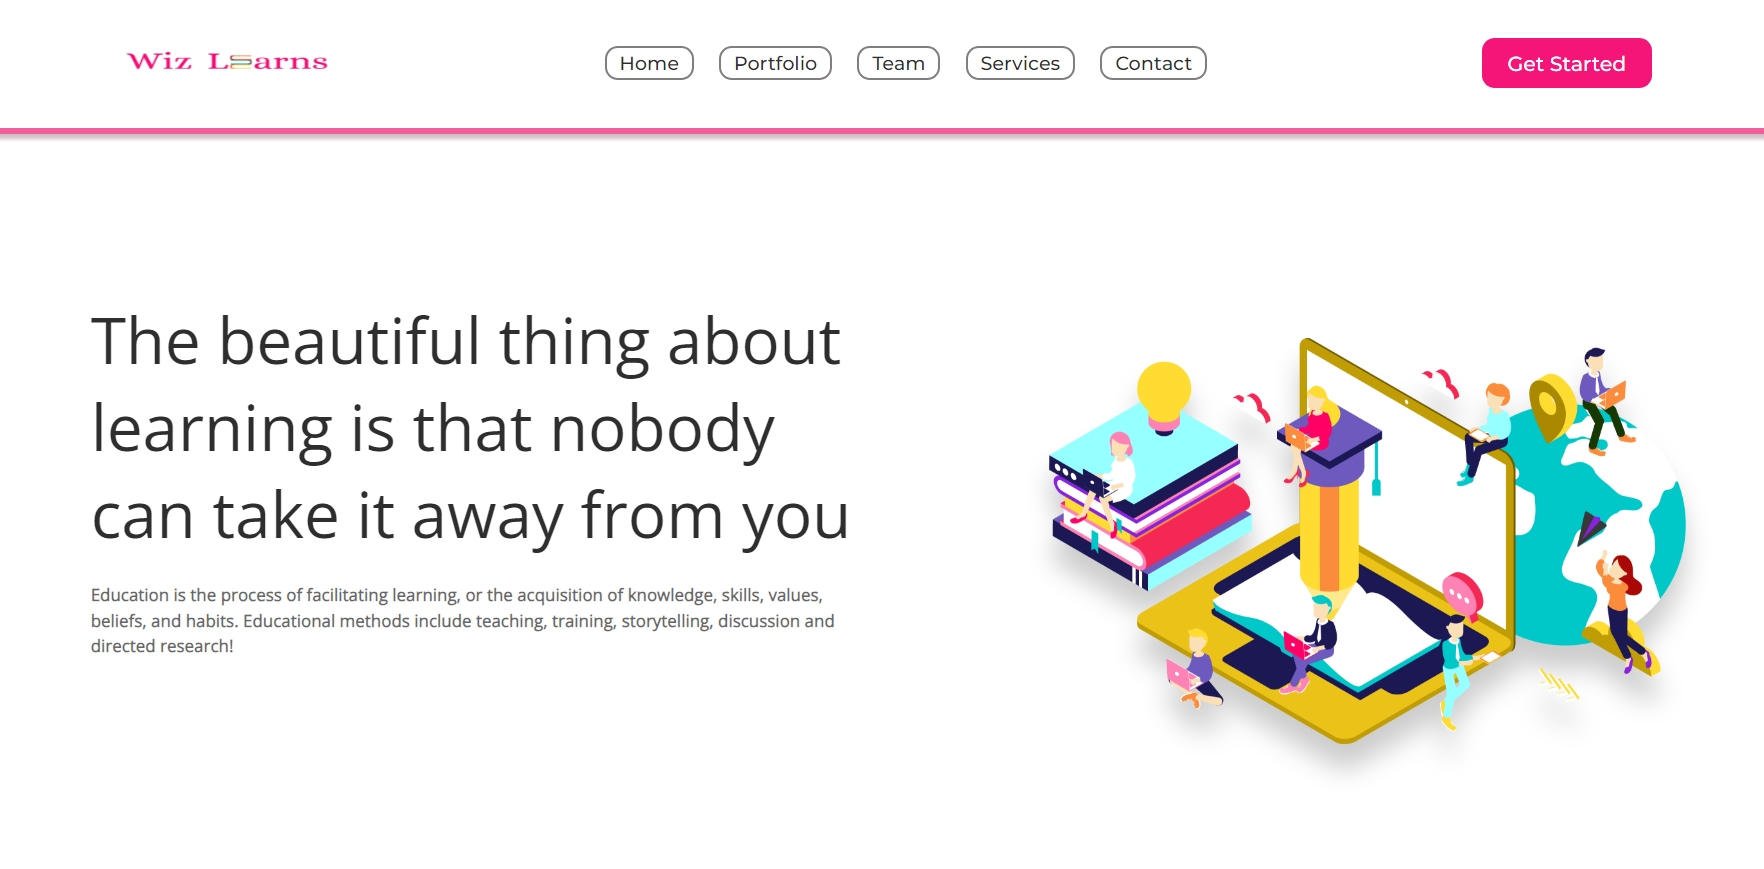 Wiz Learns
Home
Portfolio
Team
Services
Contact
Get Started
The beautiful thing about
learning is that nobody
can take it away from you
Education is the process of facilitating learning, or the acquisition of knowledge, skills, values,
beliefs, and habits. Educational methods include teaching, training, storytelling, discussion and
directed research!